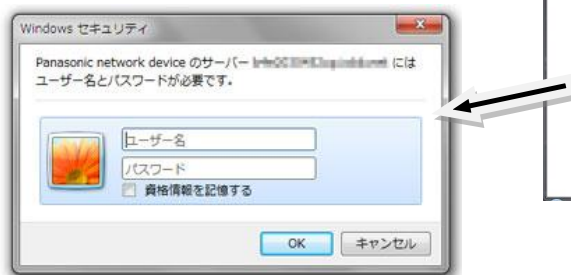 Windows セキュリティ
Panasonic network device のサーバー には
ユーザー名とパスワードが必要です。
ユーザー名
パスワード
資格情報を記憶する
OK
キャンセル